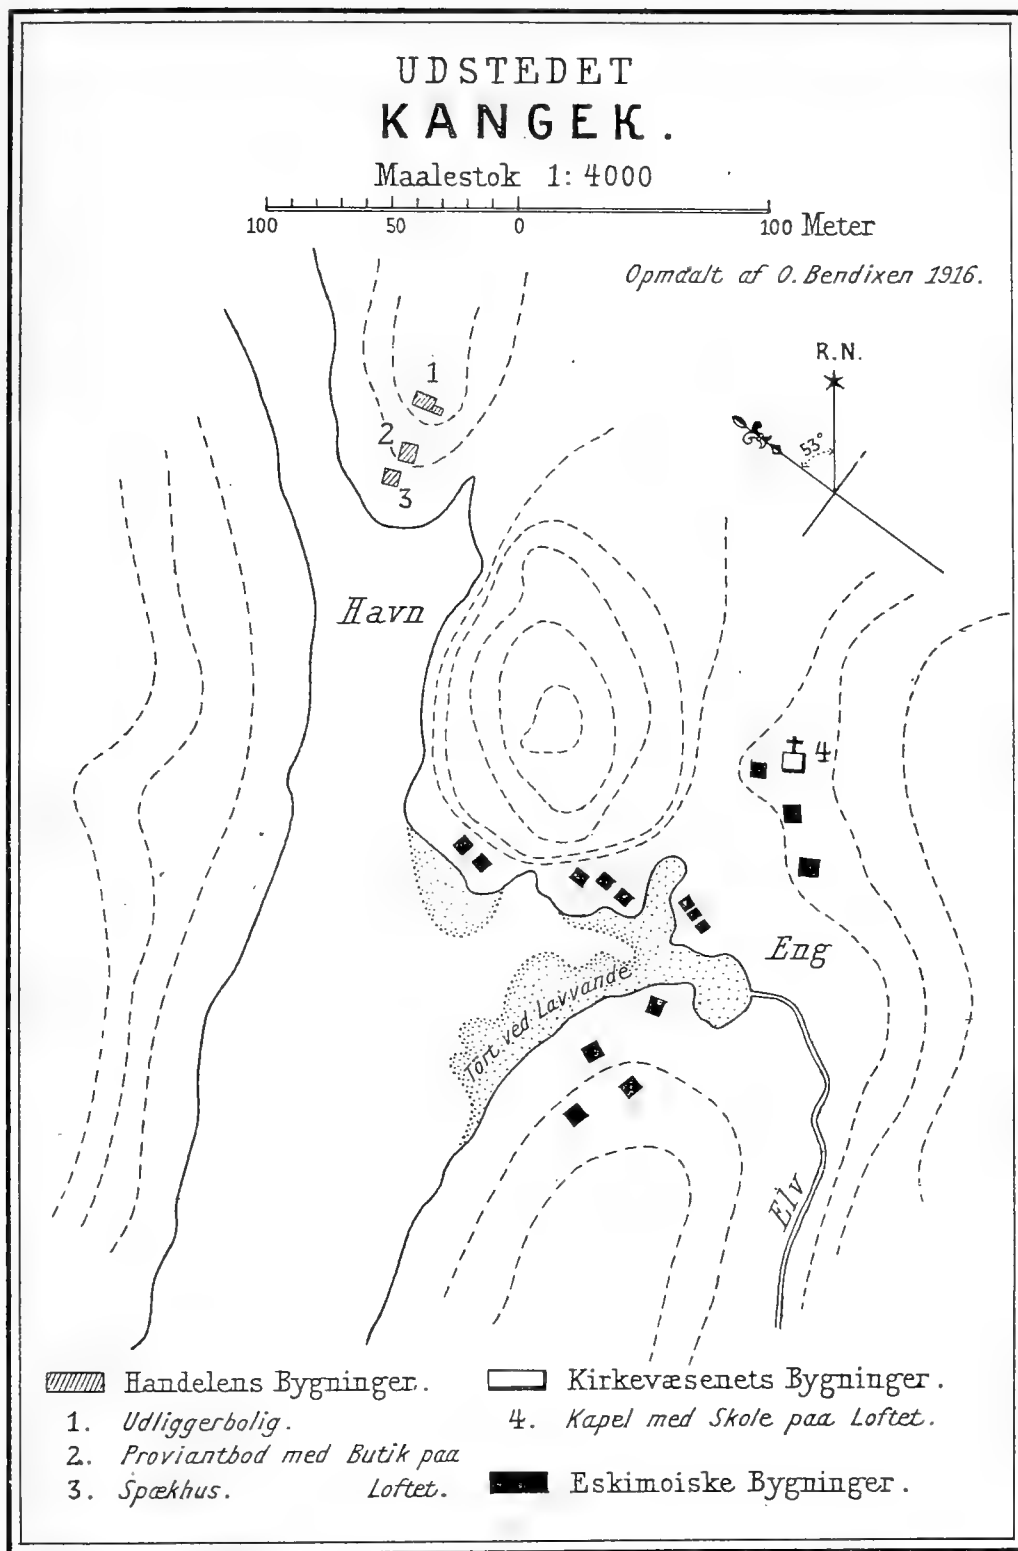 UDSTEDET
KANGEK.
Maalestok 1:4000
100 50 0 100 Meter
Opmaalt af O. Bendixen 1916.
R.N.
53°
1
2
3
Havn
4
Eng
Tørt ved Lavvande
Elv
Handelens Bygninger.
1. Udliggerbolig.
2. Proviantbod med Butik paa
3. Spækhus. Loftet.
Kirkevæsenets Bygninger.
4. Kapel med Skole paa Loftet.
Eskimoiske Bygninger.